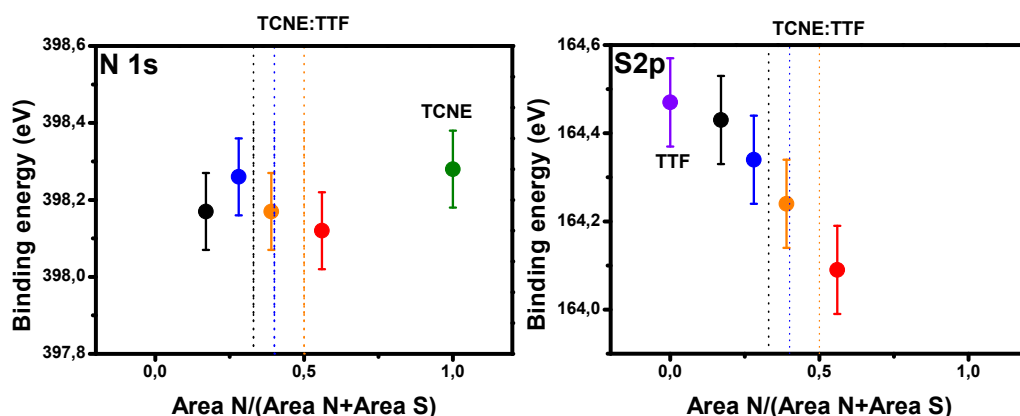 TCNE:TTF
N 1s
TCNE
398,6
398,4
398,2
398,0
397,8
Binding energy (eV)
0,0
0,5
1,0
Area N/(Area N+Area S)
TCNE:TTF
S2p
TTF
164,6
164,4
164,2
164,0
Binding energy (eV)
0,0
0,5
1,0
Area N/(Area N+Area S)